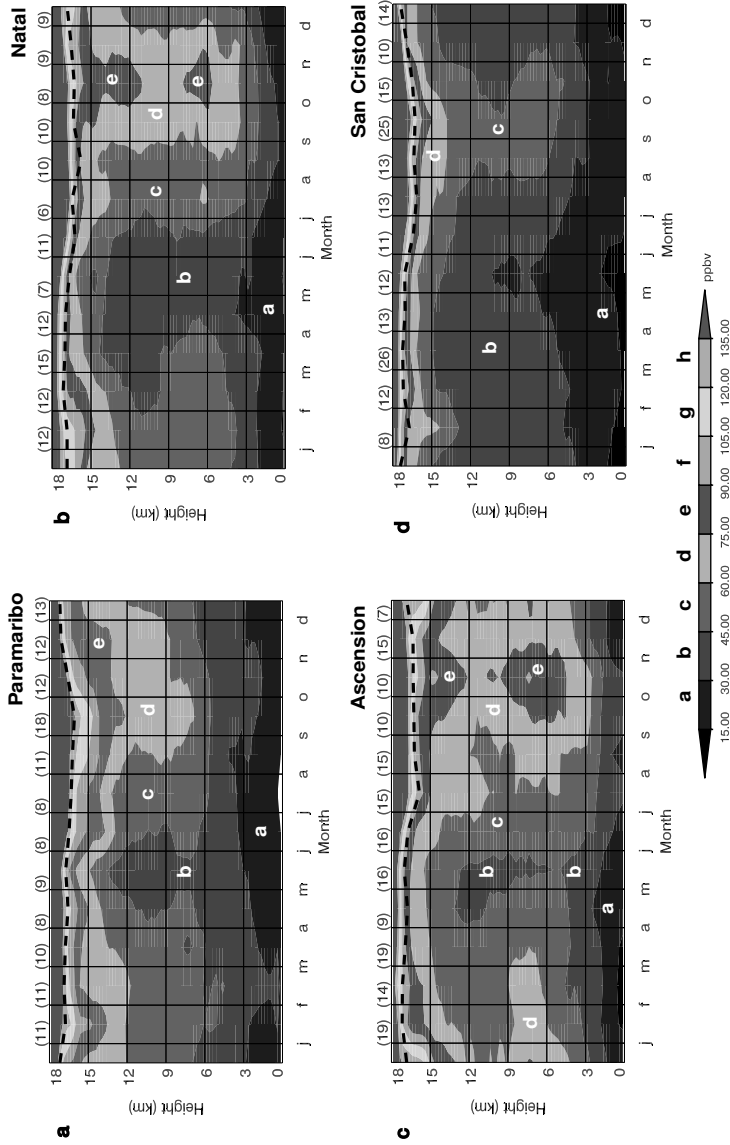 a
Paramaribo
(11) (11) (10) (8) (9) (8) (8) (11) (18) (12) (12) (13)
18
15
12
9
6
3
0
Height (km)
e
d
c
b
a
j f m a m j j a s o n d
Month
b
Natal
(12) (12) (15) (12) (7) (11) (6) (10) (10) (8) (9) (9)
18
15
12
9
6
3
0
Height (km)
e
e
d
c
b
a
j f m a m j j a s o n d
Month
c
Ascension
(19) (14) (19) (9) (16) (16) (15) (15) (10) (10) (15) (17)
18
15
12
9
6
3
0
Height (km)
e
e
d
c
b
b
d
a
j f m a m j j a s o n d
Month
d
San Cristobal
(8) (12) (26) (13) (12) (11) (13) (13) (25) (15) (10) (14)
18
15
12
9
6
3
0
Height (km)
d
c
b
a
j f m a m j j a s o n d
Month
a b c d e f g h
ppbv
15.00 30.00 45.00 60.00 75.00 90.00 105.00 120.00 135.00